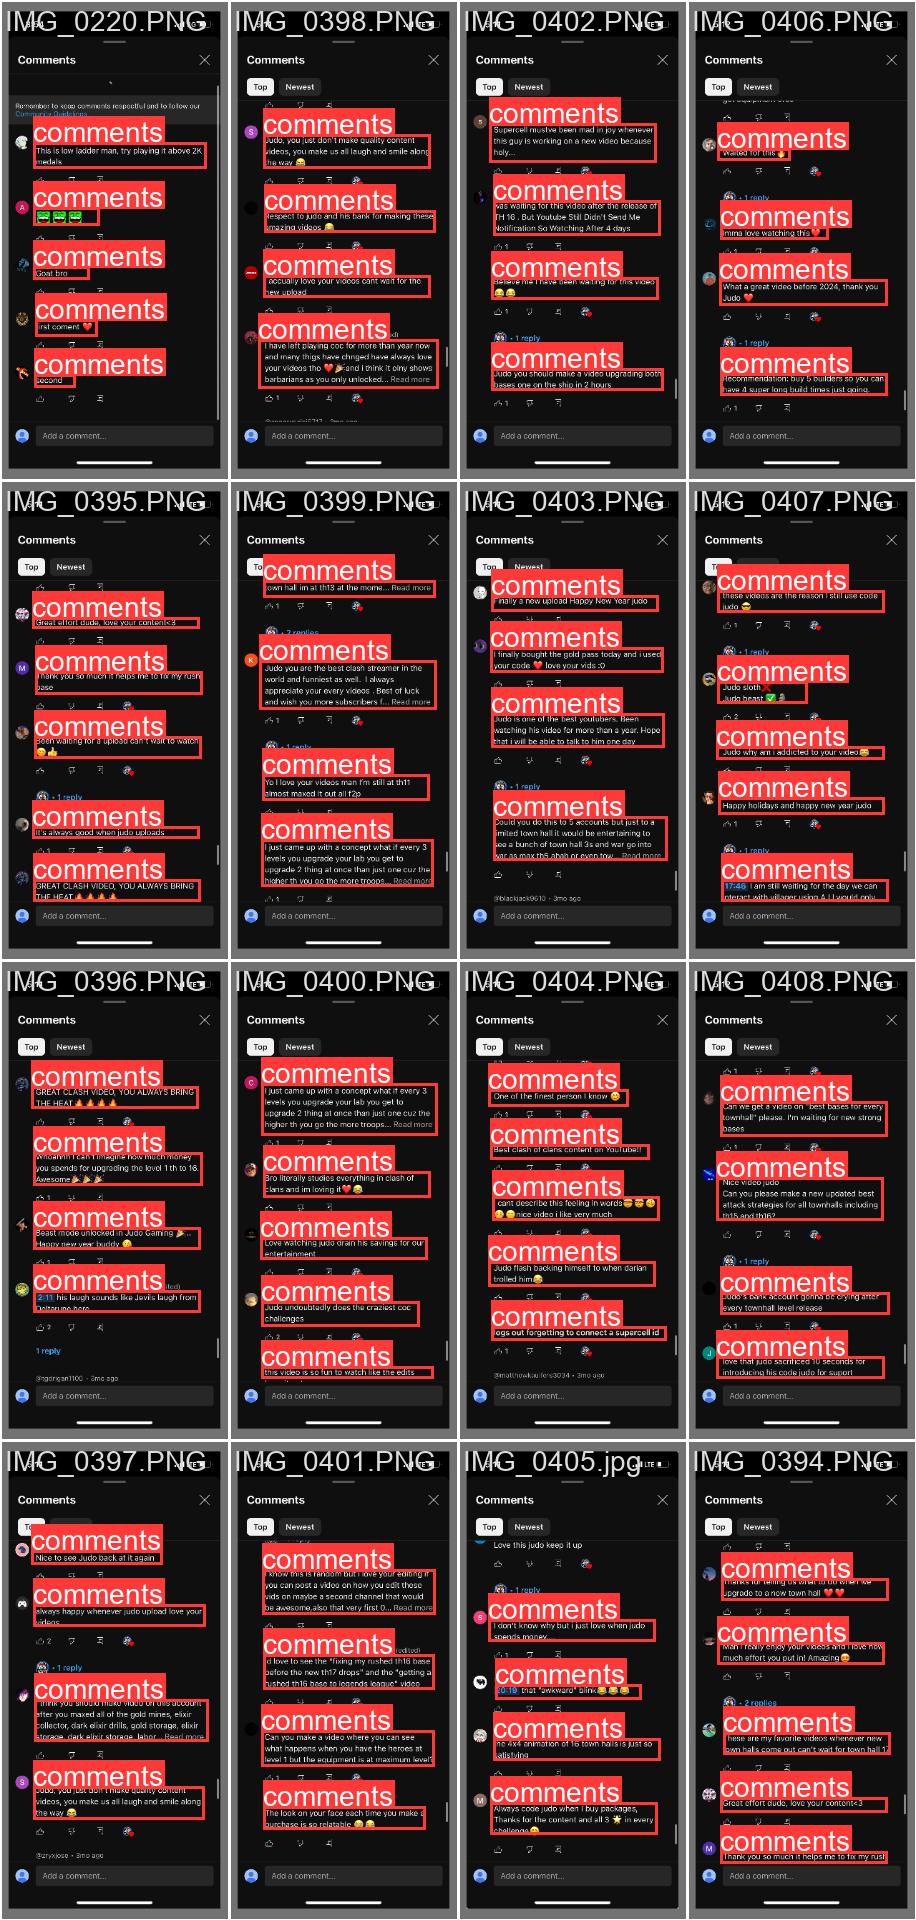 IMG_0220.PNG
Comments
Remember to keep comments respectful and to follow our
Community Guidelines
comments
This is low ladder man, try playing it above 2K
medals
comments
comments
Goat bro
comments
irst coment ❤️
comments
second
Add a comment...
IMG_0398.PNG
Comments
Top Newest
comments
Judo, you just don't make quality content
videos, you make us all laugh and smile along
the way 😄
comments
Respect to judo and his bank for making these
amazing videos 😂
comments
accually love your videos cant wait for the
new upload
comments
I have left playing coc for more than year now
and many thigs have chnged have always love
your videos tho ❤️🎉and i think it olny shows
barbarians as you only unlocked... Read more
Add a comment...
IMG_0402.PNG
Comments
Top Newest
comments
Supercell mustve been mad in joy whenever
this guy is working on a new video because
holy...
comments
was waiting for this video after the release of
TH 16 . But Youtube Still Didn't Send Me
Notification So Watching After 4 days
1
comments
Believe me I have been waiting for this video
😂😂
1
1 reply
comments
Judo you should make a video upgrading both
bases one on the ship in 2 hours
1
Add a comment...
IMG_0406.PNG
Comments
Top Newest
comments
Waited for this🔥
1 reply
comments
imma love watching this❤️
1
comments
What a great video before 2024, thank you
Judo ❤️
1
1 reply
comments
Recommendation: buy 5 builders so you can
have 4 super long build times just going.
1
Add a comment...
IMG_0395.PNG
Comments
Top Newest
comments
Great effort dude, love your content<3
comments
Thank you so much it helps me to fix my rush
base
comments
Been waiting for a upload can't wait to watch
😋👍
1 reply
comments
It's always good when judo uploads
1
comments
GREAT CLASH VIDEO, YOU ALWAYS BRING
THE HEAT🔥🔥🔥🔥
Add a comment...
IMG_0399.PNG
Comments
comments
town hall im at th13 at the mome... Read more
1
2 replies
comments
Judo you are the best clash streamer in the
world and funniest as well. I always
appreciate your every videos . Best of luck
and wish you more subscribers f... Read more
1
1 reply
comments
Yo I love your videos man I'm still at th11
almost maxed it out all f2p
comments
I just came up with a concept what if every 3
levels you upgrade your lab you get to
upgrade 2 thing at once than just one cuz the
higher th you go the more troops... Read more
1
Add a comment...
IMG_0403.PNG
Comments
Top Newest
comments
Finally a new upload Happy New Year judo
comments
I finally bought the gold pass today and i used
your code ❤️ love your vids :0
comments
Judo is one of the best youtubers. Been
watching his video for more than a year. Hope
that i will be able to talk to him one day
comments
Could you do this to 5 accounts but just to a
imited town hall it would be entertaining to
see a bunch of town hall 3s end war go into
war as max th5 ahah or even tow... Read more
@blackjack9610 • 3mo ago
Add a comment...
IMG_0407.PNG
Comments
Top
comments
these videos are the reason I still use code
judo 😎
1
1 reply
comments
Judo sloth❌
Judo beast ✅
2
comments
Judo why am i addicted to your video😅
comments
Happy holidays and happy new year judo
1
comments
17:46 I am still waiting for the day we can
nteract with villager using A.I I would only
Add a comment...
IMG_0396.PNG
Comments
Top Newest
comments
GREAT CLASH VIDEO, YOU ALWAYS BRING
THE HEAT🔥🔥🔥🔥
comments
Whoahhh I can't imagine how much money
you spends for upgrading the level 1 th to 16.
Awesome🎉🎉🎉
1
comments
Beast mode unlocked in Judo Gaming 🎉...
Happy new year buddy 😘
comments
2:11 his laugh sounds like Jevils laugh from
Deltarune here
2
1 reply
@tgdrigan1100 • 3mo ago
Add a comment...
IMG_0400.PNG
Comments
Top Newest
comments
I just came up with a concept what if every 3
levels you upgrade your lab you get to
upgrade 2 thing at once than just one cuz the
higher th you go the more troops... Read more
comments
Bro literally studies everything in clash of
clans and im loving it❤️😂
comments
Love watching judo drain his savings for our
entertainment
comments
Judo undoubtedly does the craziest coc
challenges
2
comments
this video is so fun to watch like the edits
Add a comment...
IMG_0404.PNG
Comments
Top Newest
comments
One of the finest person I know 😊
1
comments
Best clash of clans content on YouTube!!
comments
cant describe this feeling in words
nice video i like very much
comments
Judo flash backing himself to when darian
trolled him😂
comments
logs out forgetting to connect a supercell id
@matthewkaulfers3034 • 3mo ago
Add a comment...
IMG_0408.PNG
Comments
Top Newest
1
comments
Can we get a video on "best bases for every
townhall" please. I'm waiting for new strong
bases
comments
Nice video judo
Can you please make a new updated best
attack strategies for all townhalls including
th15 and th16?
1 reply
comments
Judo's bank account gonna be crying after
every townhall level release
1
comments
love that judo sacrificed 10 seconds for
introducing his code judo for suport
Add a comment...
IMG_0397.PNG
Comments
comments
Nice to see Judo back at it again
comments
always happy whenever judo upload love your
videos
2
1 reply
comments
think you should make video on this account
after you maxed all of the gold mines, elixir
collector, dark elixir drills, gold storage, elixir
storage, dark elixir storage, labor... Read more
comments
Judo, you just don't make quality content
videos, you make us all laugh and smile along
the way 😄
@zryxjose • 3mo ago
Add a comment...
IMG_0401.PNG
Comments
Top Newest
comments
know this is random but i love your editing if
you can post a video on how you edit those
vids on maybe a second channel that would
be awesome,also that very first 0... Read more
comments
d love to see the "fixing my rushed th16 base
before the new th17 drops" and the "getting a
rushed th16 base to legends league" video
comments
Can you make a video where you can see
what happens when you have the heroes at
level 1 but the equipment is at maximum level?
comments
The look on your face each time you make a
purchase is so relatable 😂😂
Add a comment...
IMG_0405.jpg
Comments
Top Newest
Love this judo keep it up
1 reply
comments
I don't know why but i just love when judo
spends money
comments
20:19 that "awkward" blink😂😂😂
comments
he 4x4 animation of 16 town halls is just so
satisfying
comments
Always code judo when I buy packages,
Thanks for the content and all 3 🌟 in every
challenge
Add a comment...
IMG_0394.PNG
Comments
Top Newest
comments
Thanks for telling us what to do when we
upgrade to a new town hall ❤️❤️
comments
Man I really enjoy your videos and I love how
much effort you put in! Amazing😍
2 replies
comments
hese are my favorite videos whenever new
own halls come out can't wait for town hall 17
comments
Great effort dude, love your content<3
comments
Thank you so much it helps me to fix my rush
Add a comment...